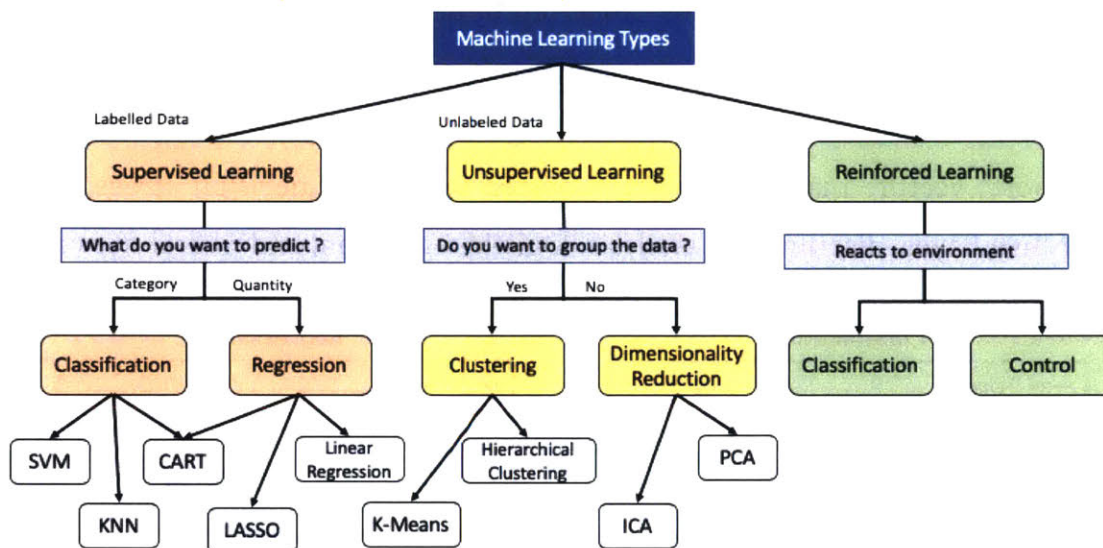 Machine Learning Types
Labelled Data
Unlabeled Data
Supervised Learning
Unsupervised Learning
Reinforced Learning
What do you want to predict ?
Do you want to group the data ?
Reacts to environment
Category
Quantity
Yes
No
Classification
Regression
Clustering
Dimensionality
Reduction
Classification
Control
SVM
CART
Linear
Regression
Hierarchical
Clustering
PCA
KNN
LASSO
K-Means
ICA